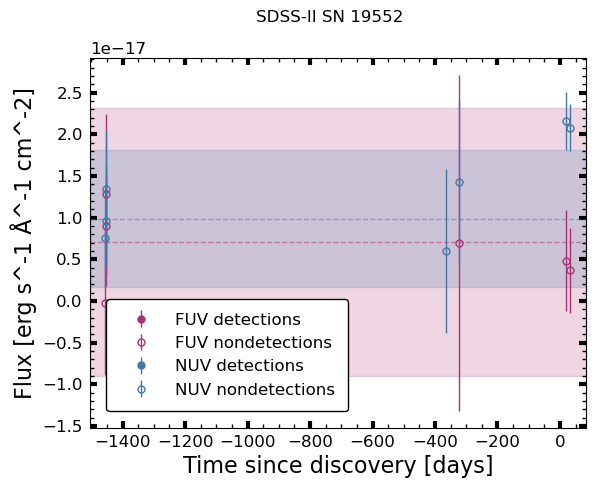 SDSS-II SN 19552
1e−17
Flux [erg s^-1 Å^-1 cm^-2]
2.5
2.0
1.5
1.0
0.5
0.0
−0.5
−1.0
−1.5
FUV detections
FUV nondetections
NUV detections
NUV nondetections
−1400 −1200 −1000 −800 −600 −400 −200 0
Time since discovery [days]